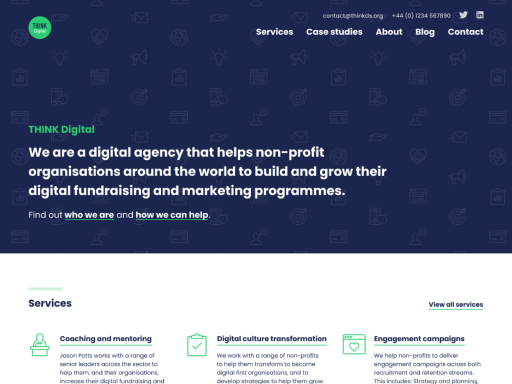 contact@thinkds.org +44 (0) 1234 567890
THINK
Digital
Services Case studies About Blog Contact
THINK Digital
We are a digital agency that helps non-profit
organisations around the world to build and grow their
digital fundraising and marketing programmes.
Find out who we are and how we can help.
Services
View all services
Coaching and mentoring
Jason Potts works with a range of
senior leaders across the sector to
help them, and their organisations,
increase their digital fundraising and
Digital culture transformation
We work with a range of non-profits
to help them transform to become
digital first organisations, and to
develop strategies to help them grow
Engagement campaigns
We help non-profits to deliver
engagement campaigns across both
recruitment and retention streams.
This includes: Strategy and planning,